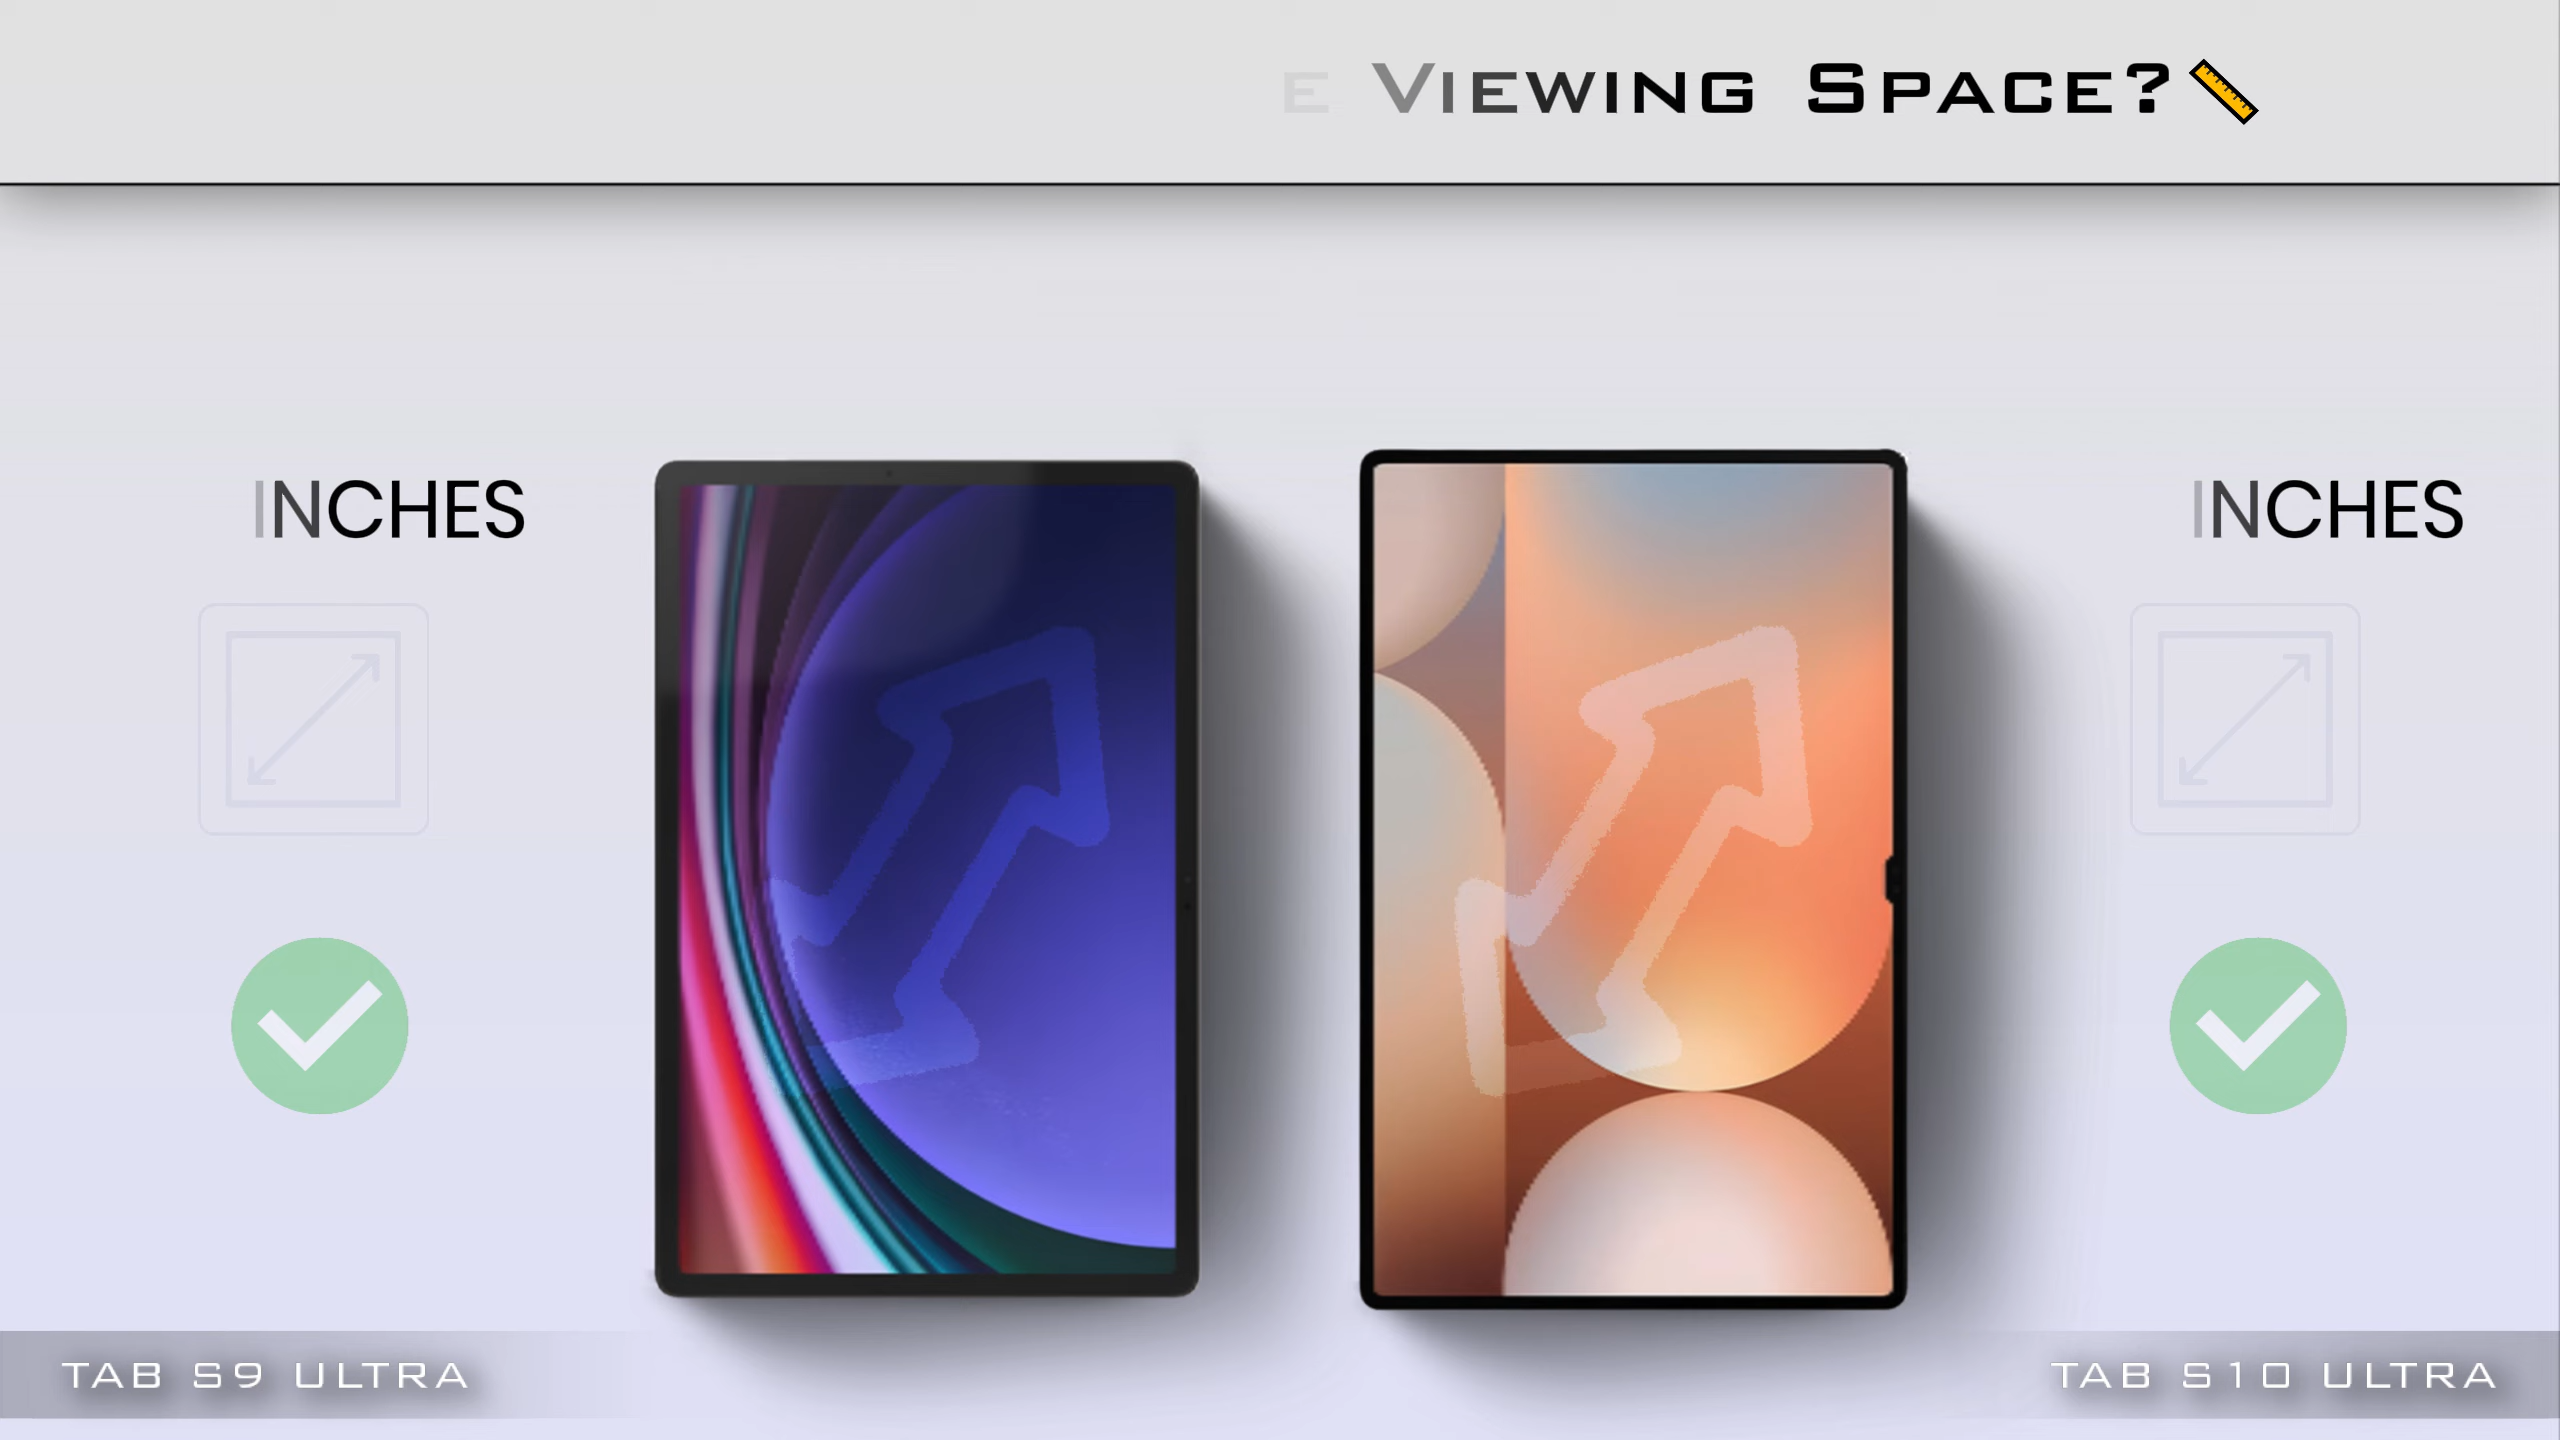 E Viewing Space?
INCHES
INCHES
TAB S9 ULTRA
TAB S10 ULTRA